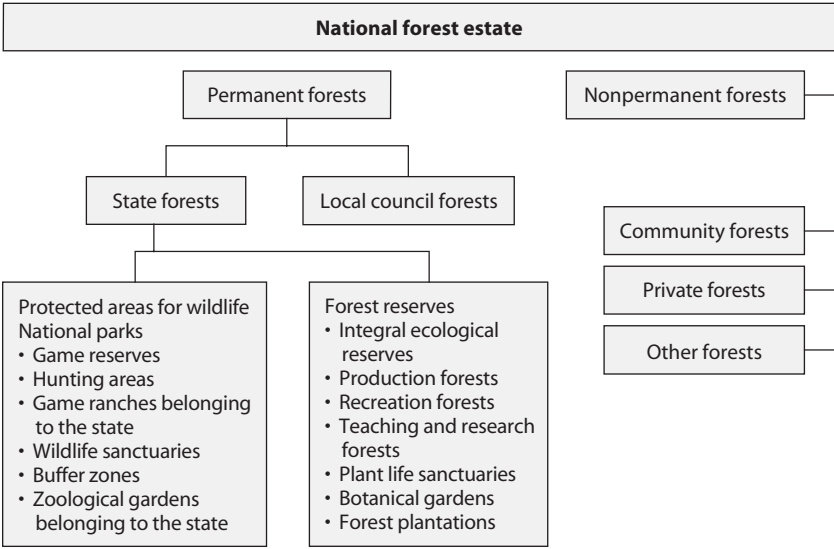 National forest estate
Permanent forests
Nonpermanent forests
State forests
Local council forests
Community forests
Private forests
Other forests
Protected areas for wildlife
National parks
• Game reserves
• Hunting areas
• Game ranches belonging
to the state
• Wildlife sanctuaries
• Buffer zones
• Zoological gardens
belonging to the state
Forest reserves
• Integral ecological
reserves
• Production forests
• Recreation forests
• Teaching and research
forests
• Plant life sanctuaries
• Botanical gardens
• Forest plantations